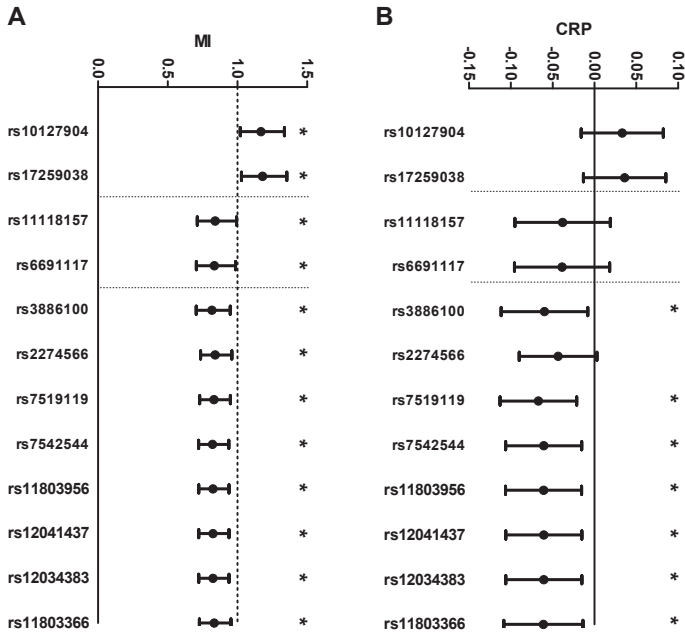 A
MI
0.0
0.5
1.0
1.5
rs10127904 *
rs17259038 *
rs11118157 *
rs6691117 *
rs3886100 *
rs2274566 *
rs7519119 *
rs7542544 *
rs11803956 *
rs12041437 *
rs12034383 *
rs11803366 *
B
CRP
-0.15
-0.10
-0.05
0.00
0.05
0.10
rs10127904
rs17259038
rs11118157
rs6691117
rs3886100 *
rs2274566
rs7519119 *
rs7542544 *
rs11803956 *
rs12041437 *
rs12034383 *
rs11803366 *